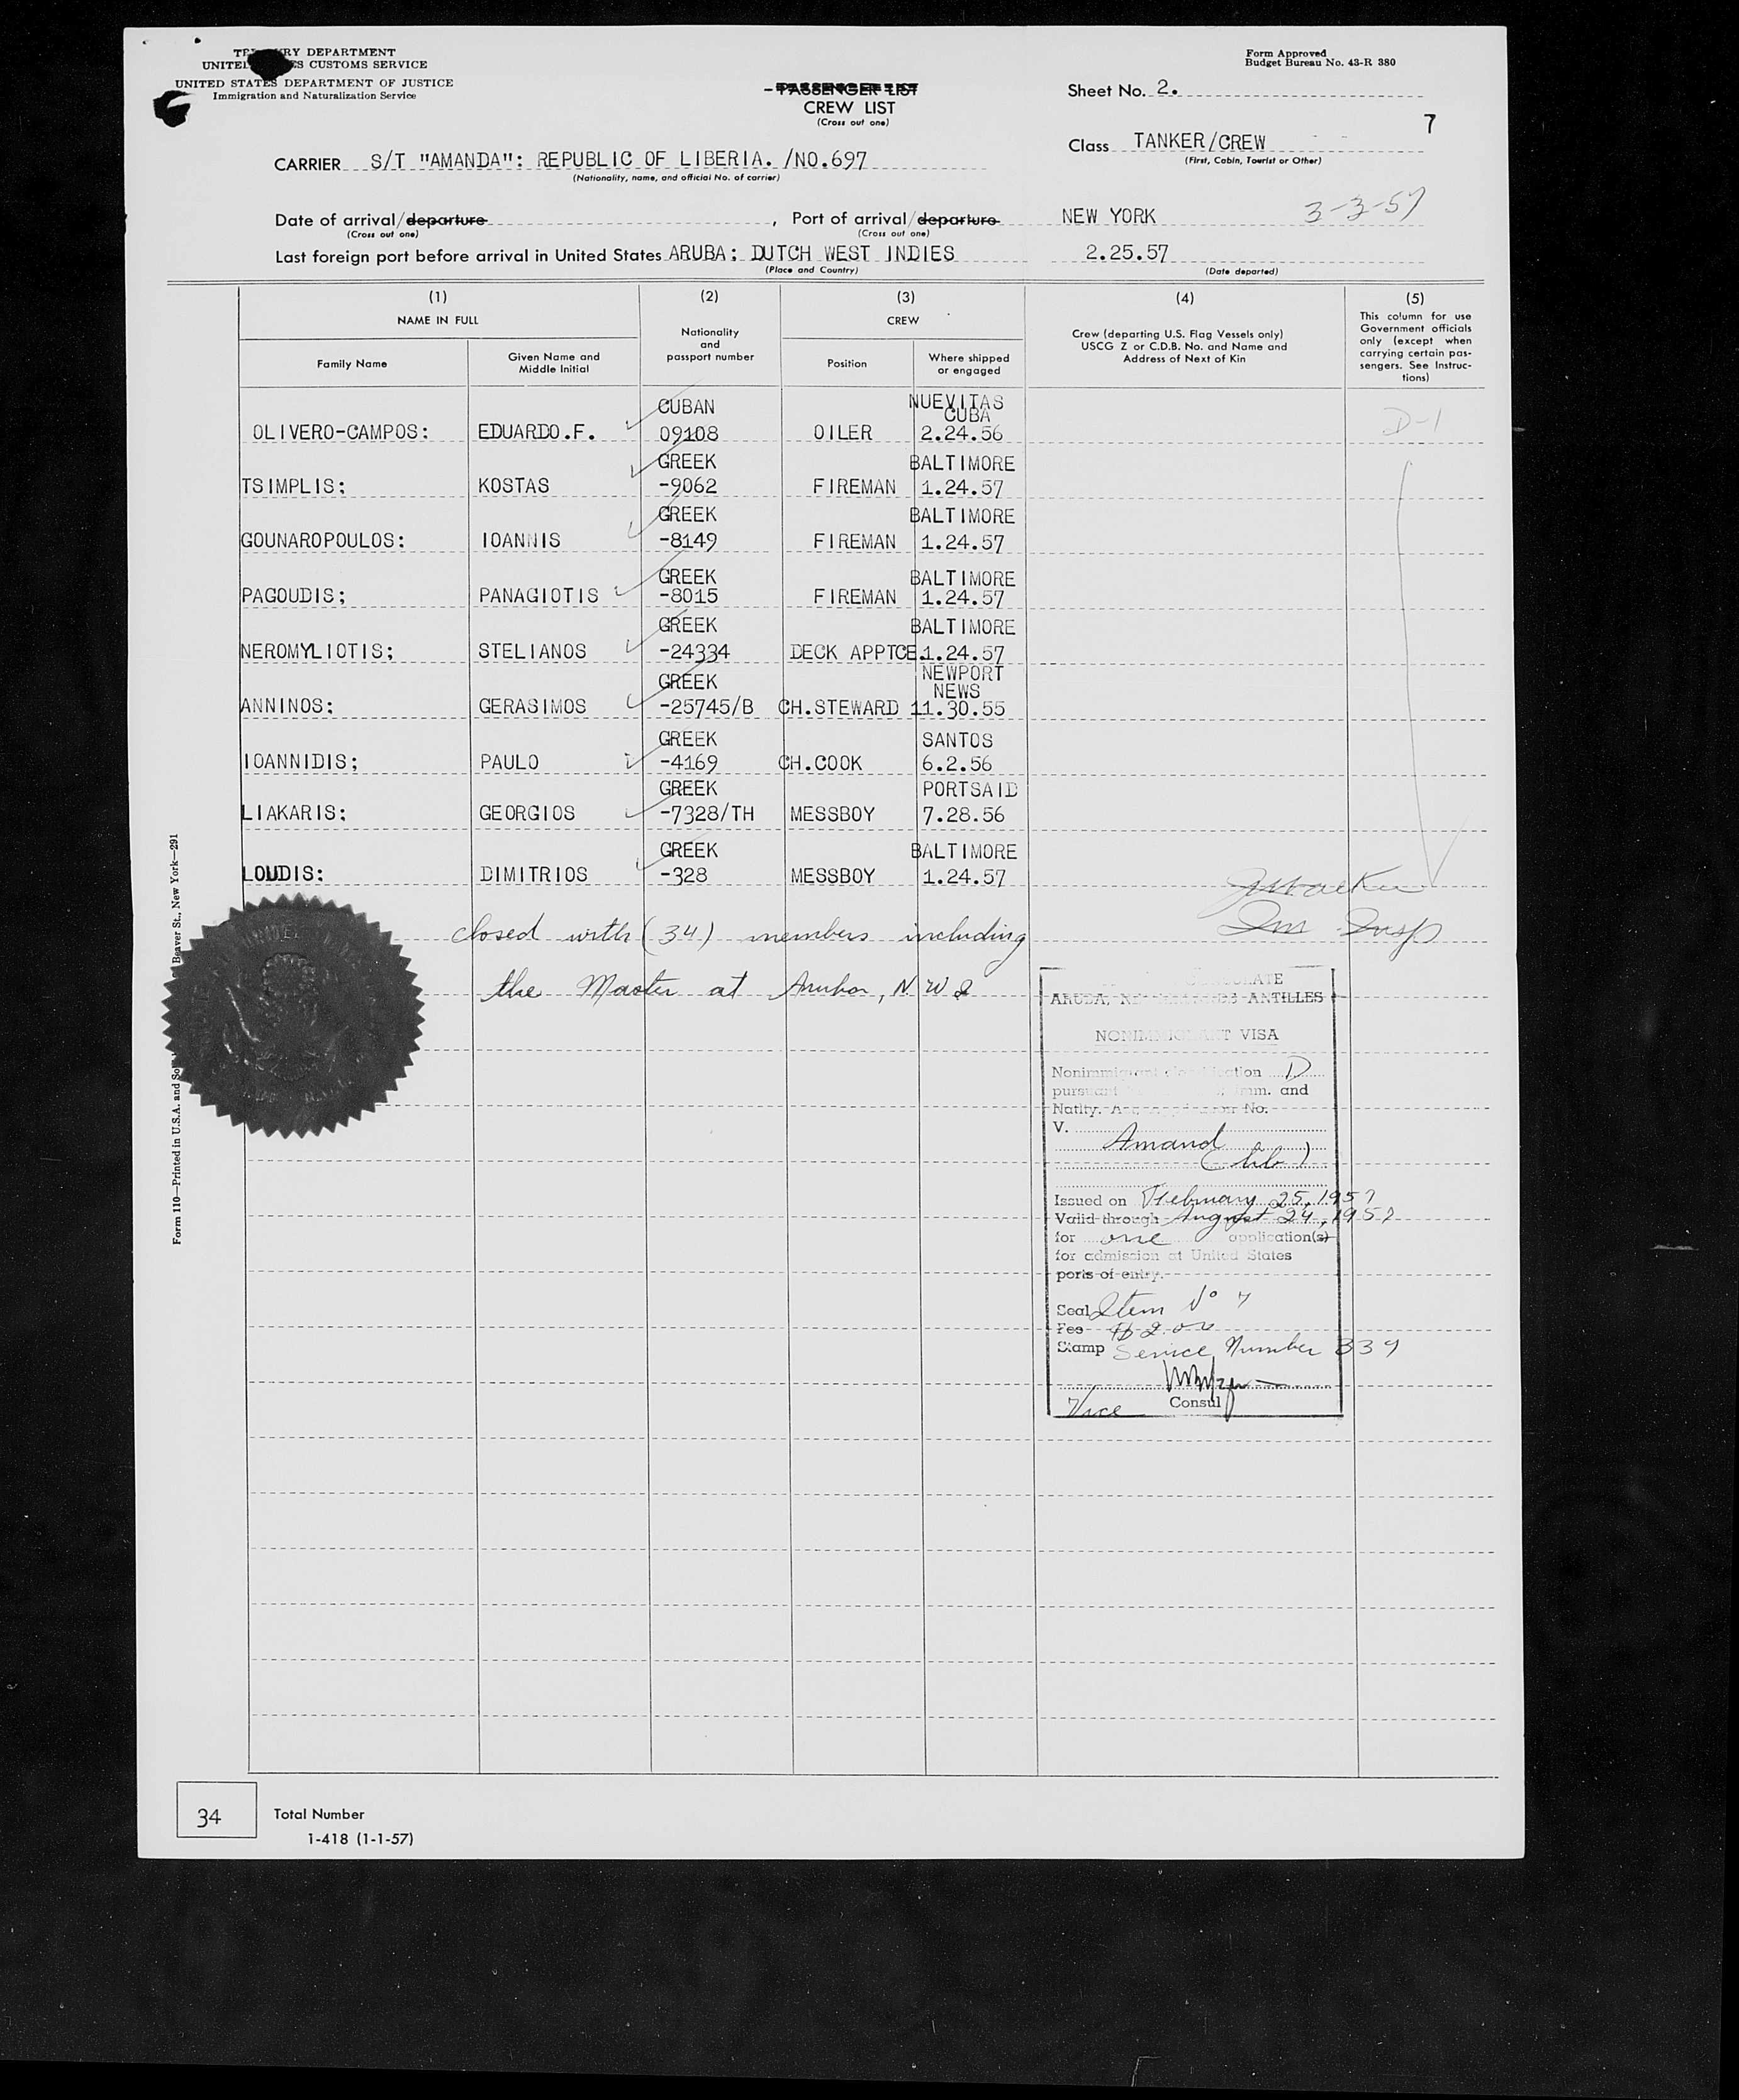 TREASURY DEPARTMENT
UNITED STATES CUSTOMS SERVICE
UNITED STATES DEPARTMENT OF JUSTICE
Immigration and Naturalization Service
Form Approved
Budget Bureau No. 43-R 380
PASSENGER LIST
CREW LIST
(Cross out one)
Sheet No. 2.
7
Class TANKER/CREW
(First, Cabin, Tourist or Other)
CARRIER S/T "AMANDA": REPUBLIC OF LIBERIA. /NO.697
(Nationality, name, and official No. of carrier)
Date of arrival/departure , Port of arrival/departure NEW YORK 3-3-57
(Cross out one) (Cross out one)
Last foreign port before arrival in United States ARUBA: DUTCH WEST INDIES 2.25.57
(Place and Country) (Date departed)
(1) (2) (3) (4) (5)
NAME IN FULL
Family Name
Given Name and Middle Initial
Nationality and passport number
CREW
Position
Where shipped or engaged
Crew (departing U.S. Flag Vessels only)
USCG Z or C.D.B. No. and Name and
Address of Next of Kin
This column for use
Government officials
only (except when
carrying certain pas-
sengers. See Instruc-
tions)
CUBAN NUEVITAS CUBA
OLIVERO-CAMPOS: EDUARDO.F. 09108 OILER 2.24.56 D-1
GREEK BALTIMORE
TSIMPLIS; KOSTAS -9062 FIREMAN 1.24.57
GREEK BALTIMORE
GOUNAROPOULOS: IOANNIS -8149 FIREMAN 1.24.57
GREEK BALTIMORE
PAGOUDIS; PANAGIOTIS -8015 FIREMAN 1.24.57
GREEK BALTIMORE
NEROMYLIOTIS; STELIANOS -24334 DECK APPTCE.1.24.57
GREEK NEWPORT NEWS
ANNINOS: GERASIMOS -25745/B CH.STEWARD 11.30.55
GREEK SANTOS
IOANNIDIS; PAULO -4169 CH.COOK 6.2.56
GREEK PORTSAID
LIAKARIS; GEORGIOS -7328/TH MESSBOY 7.28.56
GREEK BALTIMORE
LOUDIS: DIMITRIOS -328 MESSBOY 1.24.57
Im Insp
closed with (34) members including
the Master at Aruba, N W I
ARUBA, ANTILLES
NONIMMIGRANT VISA
Nonimmigrant classification D
pursuant Imm. and
Natlty. No.
V.
Amand
(Lib)
Issued on February 25, 1957
Valid through August 24, 1957
for one application(s)
for admission at United States
ports of entry.
Seal Item No 7
Fee $2.00
Stamp Service Number 339
Vice Consul
Form 110—Printed in U.S.A. and Beaver St., New York—291
34 Total Number
1-418 (1-1-57)